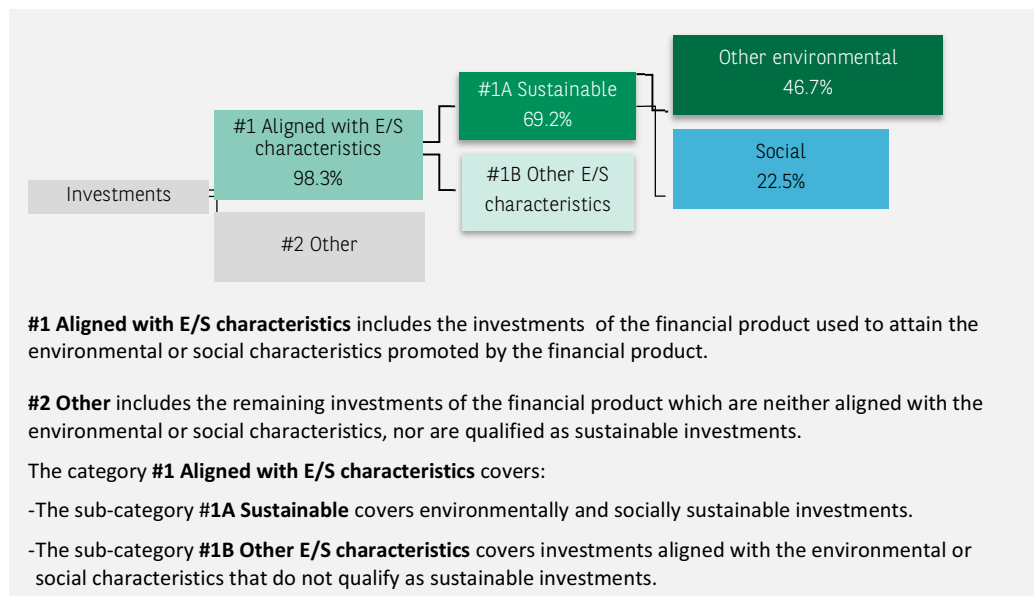 Investments
#1 Aligned with E/S
characteristics
98.3%
#2 Other
#1A Sustainable
69.2%
#1B Other E/S
characteristics
Other environmental
46.7%
Social
22.5%
#1 Aligned with E/S characteristics includes the investments of the financial product used to attain the
environmental or social characteristics promoted by the financial product.
#2 Other includes the remaining investments of the financial product which are neither aligned with the
environmental or social characteristics, nor are qualified as sustainable investments.
The category #1 Aligned with E/S characteristics covers:
-The sub-category #1A Sustainable covers environmentally and socially sustainable investments.
-The sub-category #1B Other E/S characteristics covers investments aligned with the environmental or
social characteristics that do not qualify as sustainable investments.